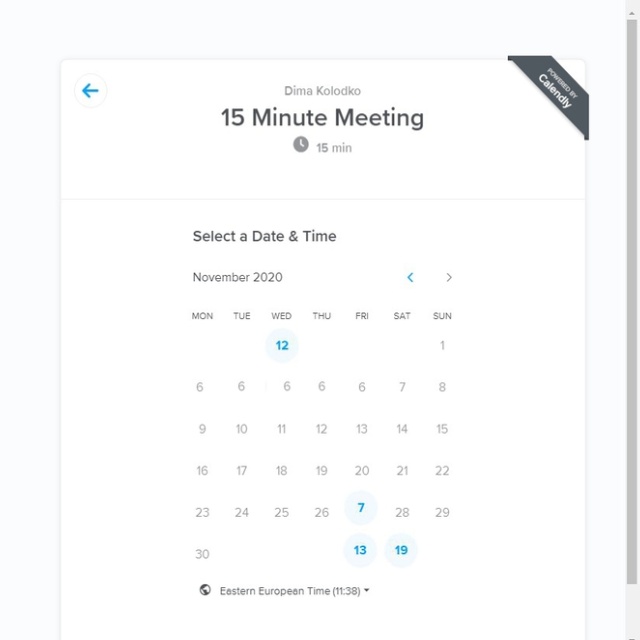 POWERED BY
Calendly
Dima Kolodko
15 Minute Meeting
15 min
Select a Date & Time
November 2020
MON TUE WED THU FRI SAT SUN
12 1
6 6 6 6 6 7 8
9 10 11 12 13 14 15
16 17 18 19 20 21 22
23 24 25 26 7 28 29
30 13 19
Eastern European Time (11:38)